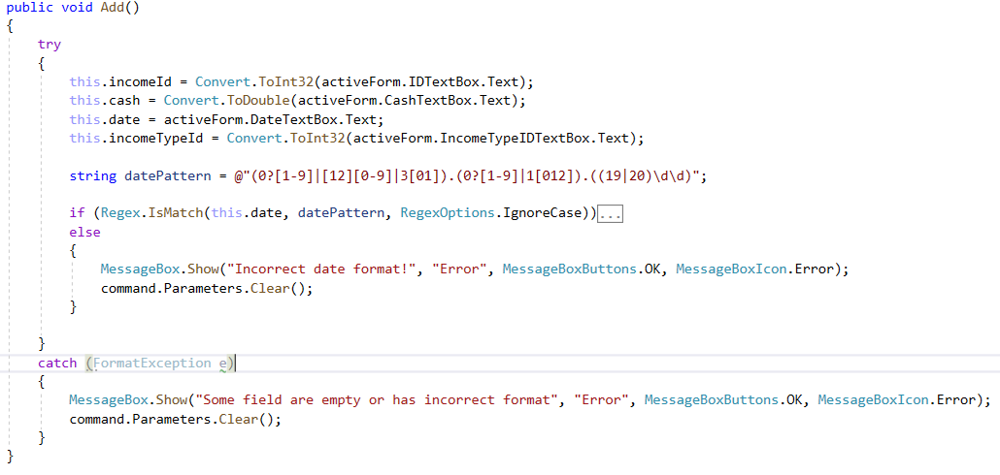 public void Add()
{
    try
    {
        this.incomeId = Convert.ToInt32(activeForm.IDTextBox.Text);
        this.cash = Convert.ToDouble(activeForm.CashTextBox.Text);
        this.date = activeForm.DateTextBox.Text;
        this.incomeTypeId = Convert.ToInt32(activeForm.IncomeTypeIDTextBox.Text);

        string datePattern = @"(0?[1-9]|[12][0-9]|3[01]).(0?[1-9]|1[012]).((19|20)\d\d)";

        if (Regex.IsMatch(this.date, datePattern, RegexOptions.IgnoreCase))...
        else
        {
            MessageBox.Show("Incorrect date format!", "Error", MessageBoxButtons.OK, MessageBoxIcon.Error);
            command.Parameters.Clear();
        }

    }
    catch (FormatException e)
    {
        MessageBox.Show("Some field are empty or has incorrect format", "Error", MessageBoxButtons.OK, MessageBoxIcon.Error);
        command.Parameters.Clear();
    }
}